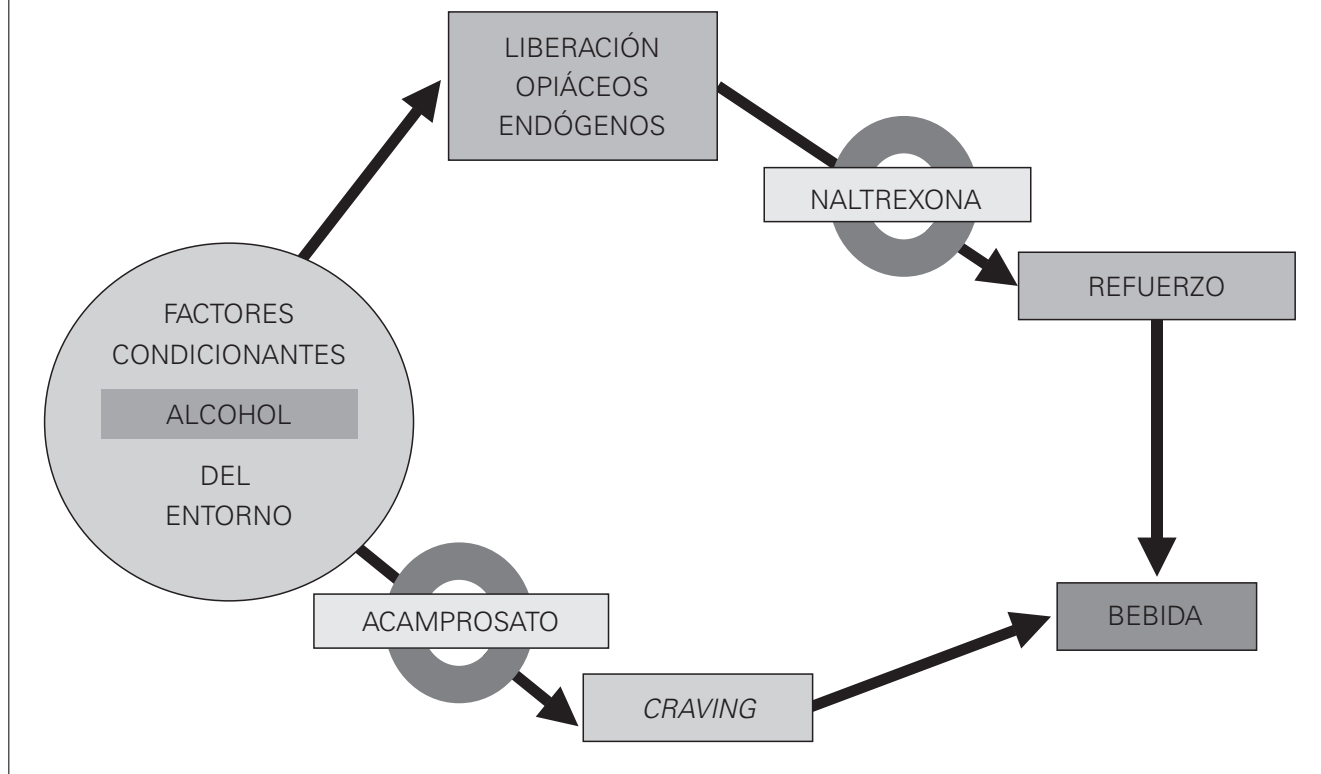 LIBERACIÓN
OPIÁCEOS
ENDÓGENOS
NALTREXONA
REFUERZO
FACTORES
CONDICIONANTES
ALCOHOL
DEL
ENTORNO
ACAMPROSATO
BEBIDA
CRAVING